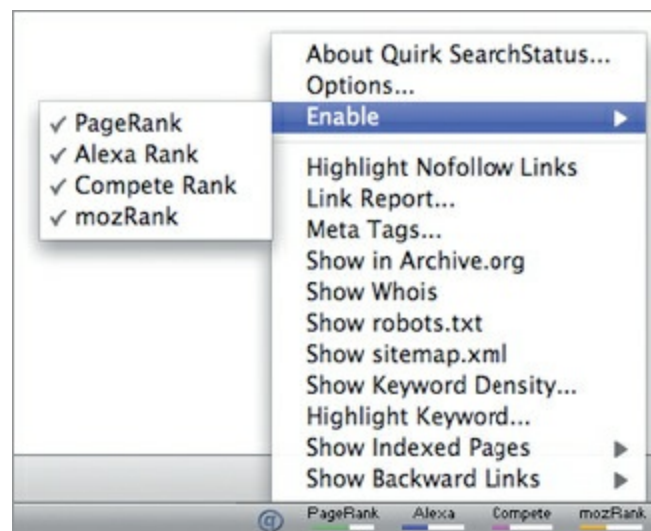 About Quirk SearchStatus...
Options...
Enable
✓ PageRank
✓ Alexa Rank
✓ Compete Rank
✓ mozRank
Highlight Nofollow Links
Link Report...
Meta Tags...
Show in Archive.org
Show Whois
Show robots.txt
Show sitemap.xml
Show Keyword Density...
Highlight Keyword...
Show Indexed Pages
Show Backward Links
PageRank Alexa Compete mozRank